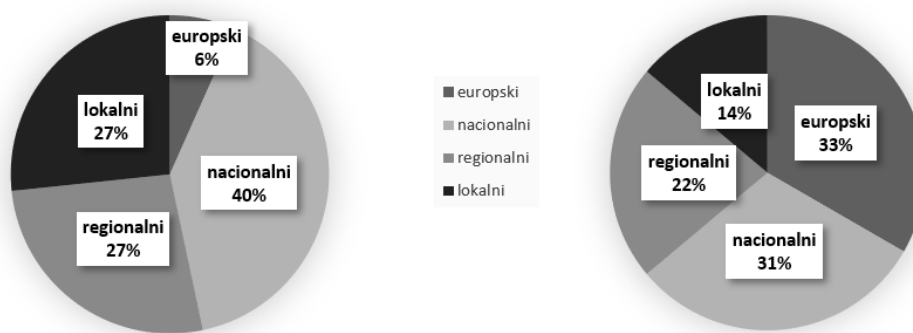 europski
6%
lokalni
27%
nacionalni
40%
regionalni
27%
europski
nacionalni
regionalni
lokalni
lokalni
14%
europski
33%
regionalni
22%
nacionalni
31%